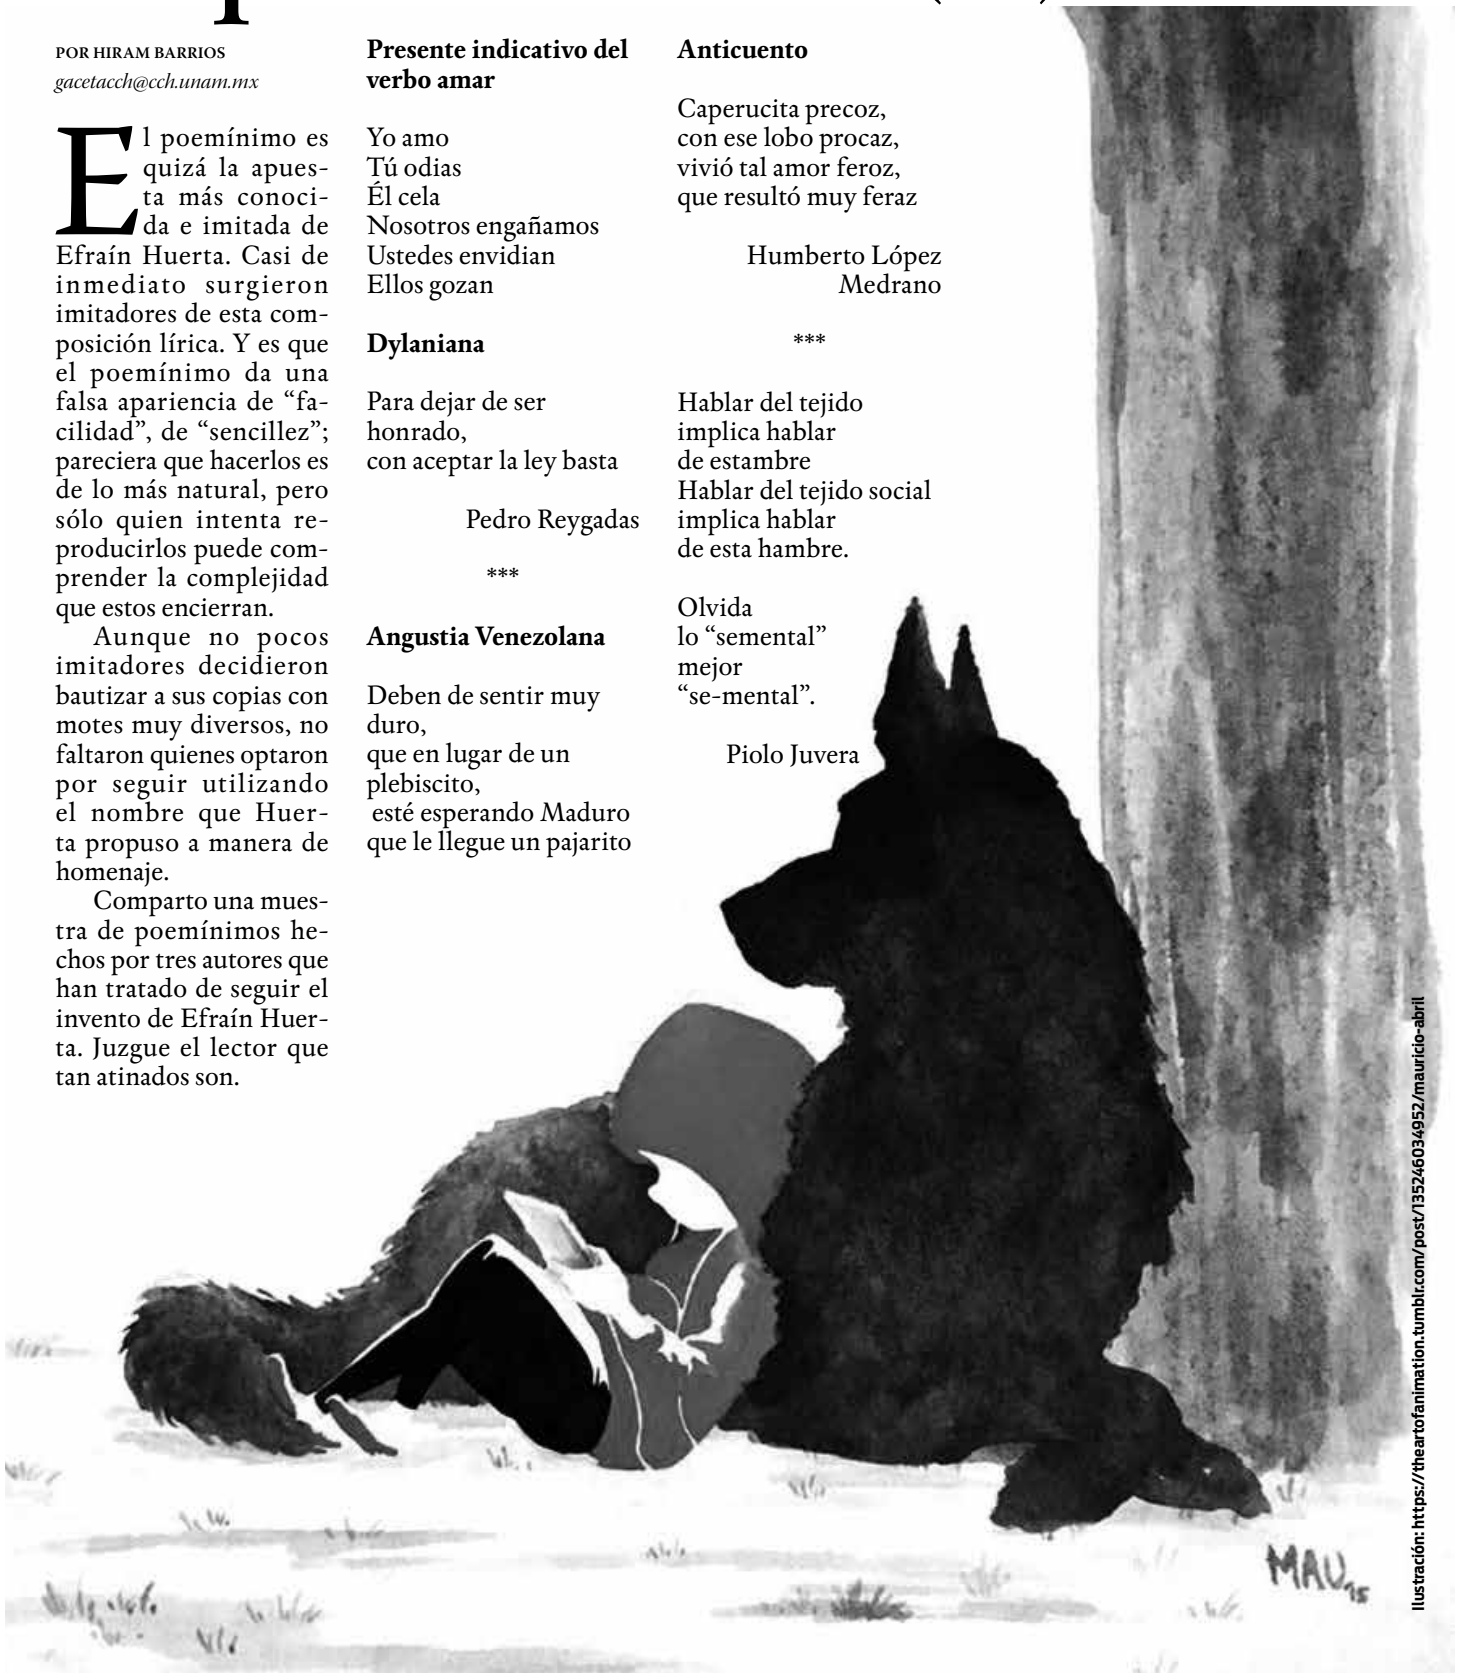 POR HIRAM BARRIOS
gacetacch@cch.unam.mx
El poemínimo es
quizá la apues-
ta más conoci-
da e imitada de
Efraín Huerta. Casi de
inmediato surgieron
imitadores de esta com-
posición lírica. Y es que
el poemínimo da una
falsa apariencia de “fa-
cilidad”, de “sencillez”;
pareciera que hacerlos es
de lo más natural, pero
sólo quien intenta re-
producirlos puede com-
prender la complejidad
que estos encierran.
Aunque no pocos
imitadores decidieron
bautizar a sus copias con
motes muy diversos, no
faltaron quienes optaron
por seguir utilizando
el nombre que Huer-
ta propuso a manera de
homenaje.
Comparto una mues-
tra de poemínimos he-
chos por tres autores que
han tratado de seguir el
invento de Efraín Huer-
ta. Juzgue el lector que
tan atinados son.
Presente indicativo del
verbo amar
Yo amo
Tú odias
Él cela
Nosotros engañamos
Ustedes envidian
Ellos gozan
Dylaniana
Para dejar de ser
honrado,
con aceptar la ley basta
Pedro Reygadas
***
Angustia Venezolana
Deben de sentir muy
duro,
que en lugar de un
plebiscito,
esté esperando Maduro
que le llegue un pajarito
Anticuento
Caperucita precoz,
con ese lobo procaz,
vivió tal amor feroz,
que resultó muy feraz
Humberto López
Medrano
***
Hablar del tejido
implica hablar
de estambre
Hablar del tejido social
implica hablar
de esta hambre.
Olvida
lo “semental”
mejor
“se-mental”.
Piolo Juvera
Ilustración: https://theartofanimation.tumblr.com/post/135246034952/mauricio-abril
MAU 15